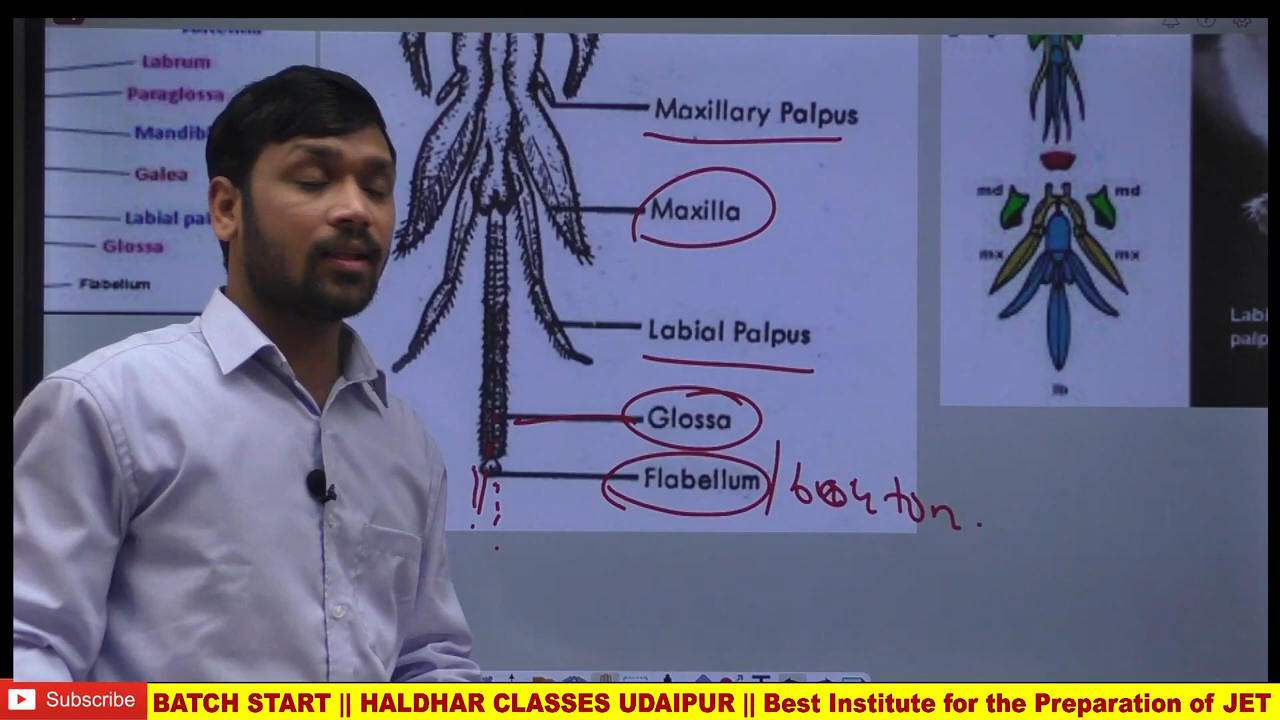 Labrum
Paraglossa
Galea
Glossa
Flabellum
Maxillary Palpus
Maxilla
Labial Palpus
Glossa
Flabellum
md md
mx mx
Subscribe
BATCH START || HALDHAR CLASSES UDAIPUR || Best Institute for the Preparation of JET